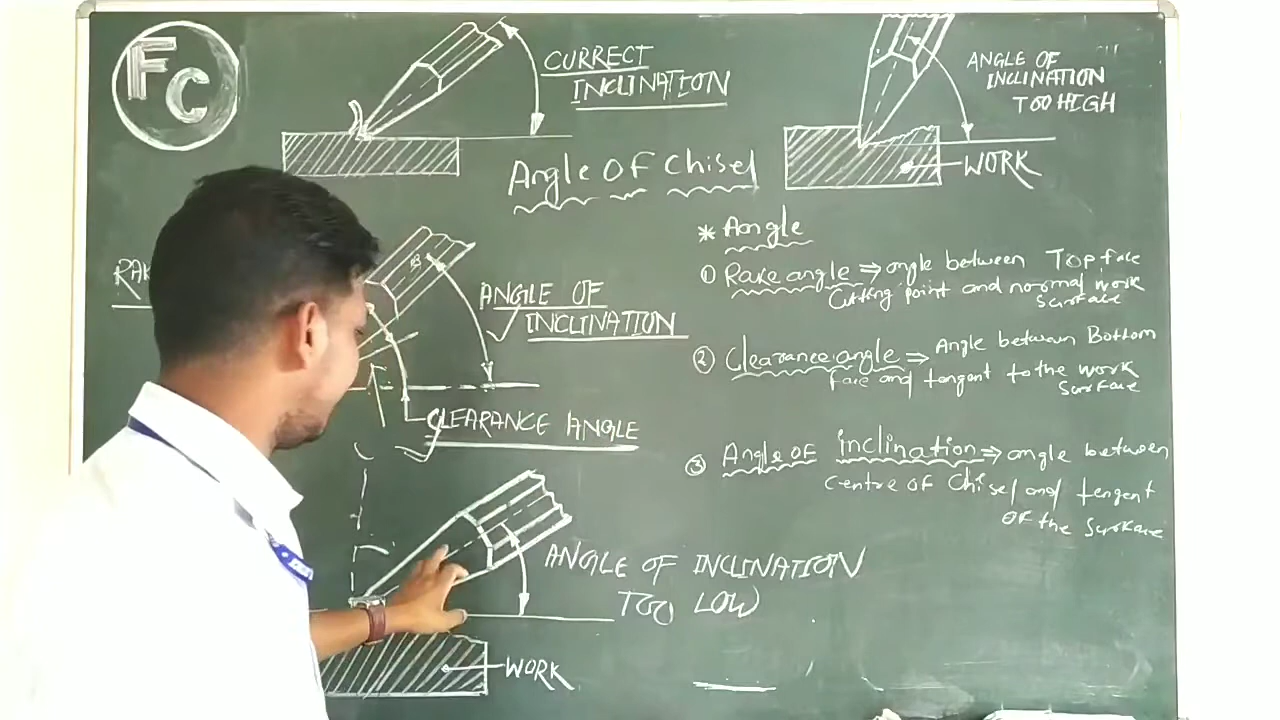 FC
CURRECT
INCLINATION
ANGLE OF
INCLINATION
TOO HIGH
WORK
Angle OF Chisel
* Aangle
① Rake angle ⇒ angle between Top face
Cutting point and normal work
Surface
② Clearance angle ⇒ Angle between Bottom
face and tangent to the work
Surface
③ Angle OF inclination ⇒ angle between
Centre of Chisel and tengent
OF the Surface
RAK
ANGLE OF
INCLINATION
CLEARANCE ANGLE
ANGLE OF INCLINATION
TOO LOW
WORK